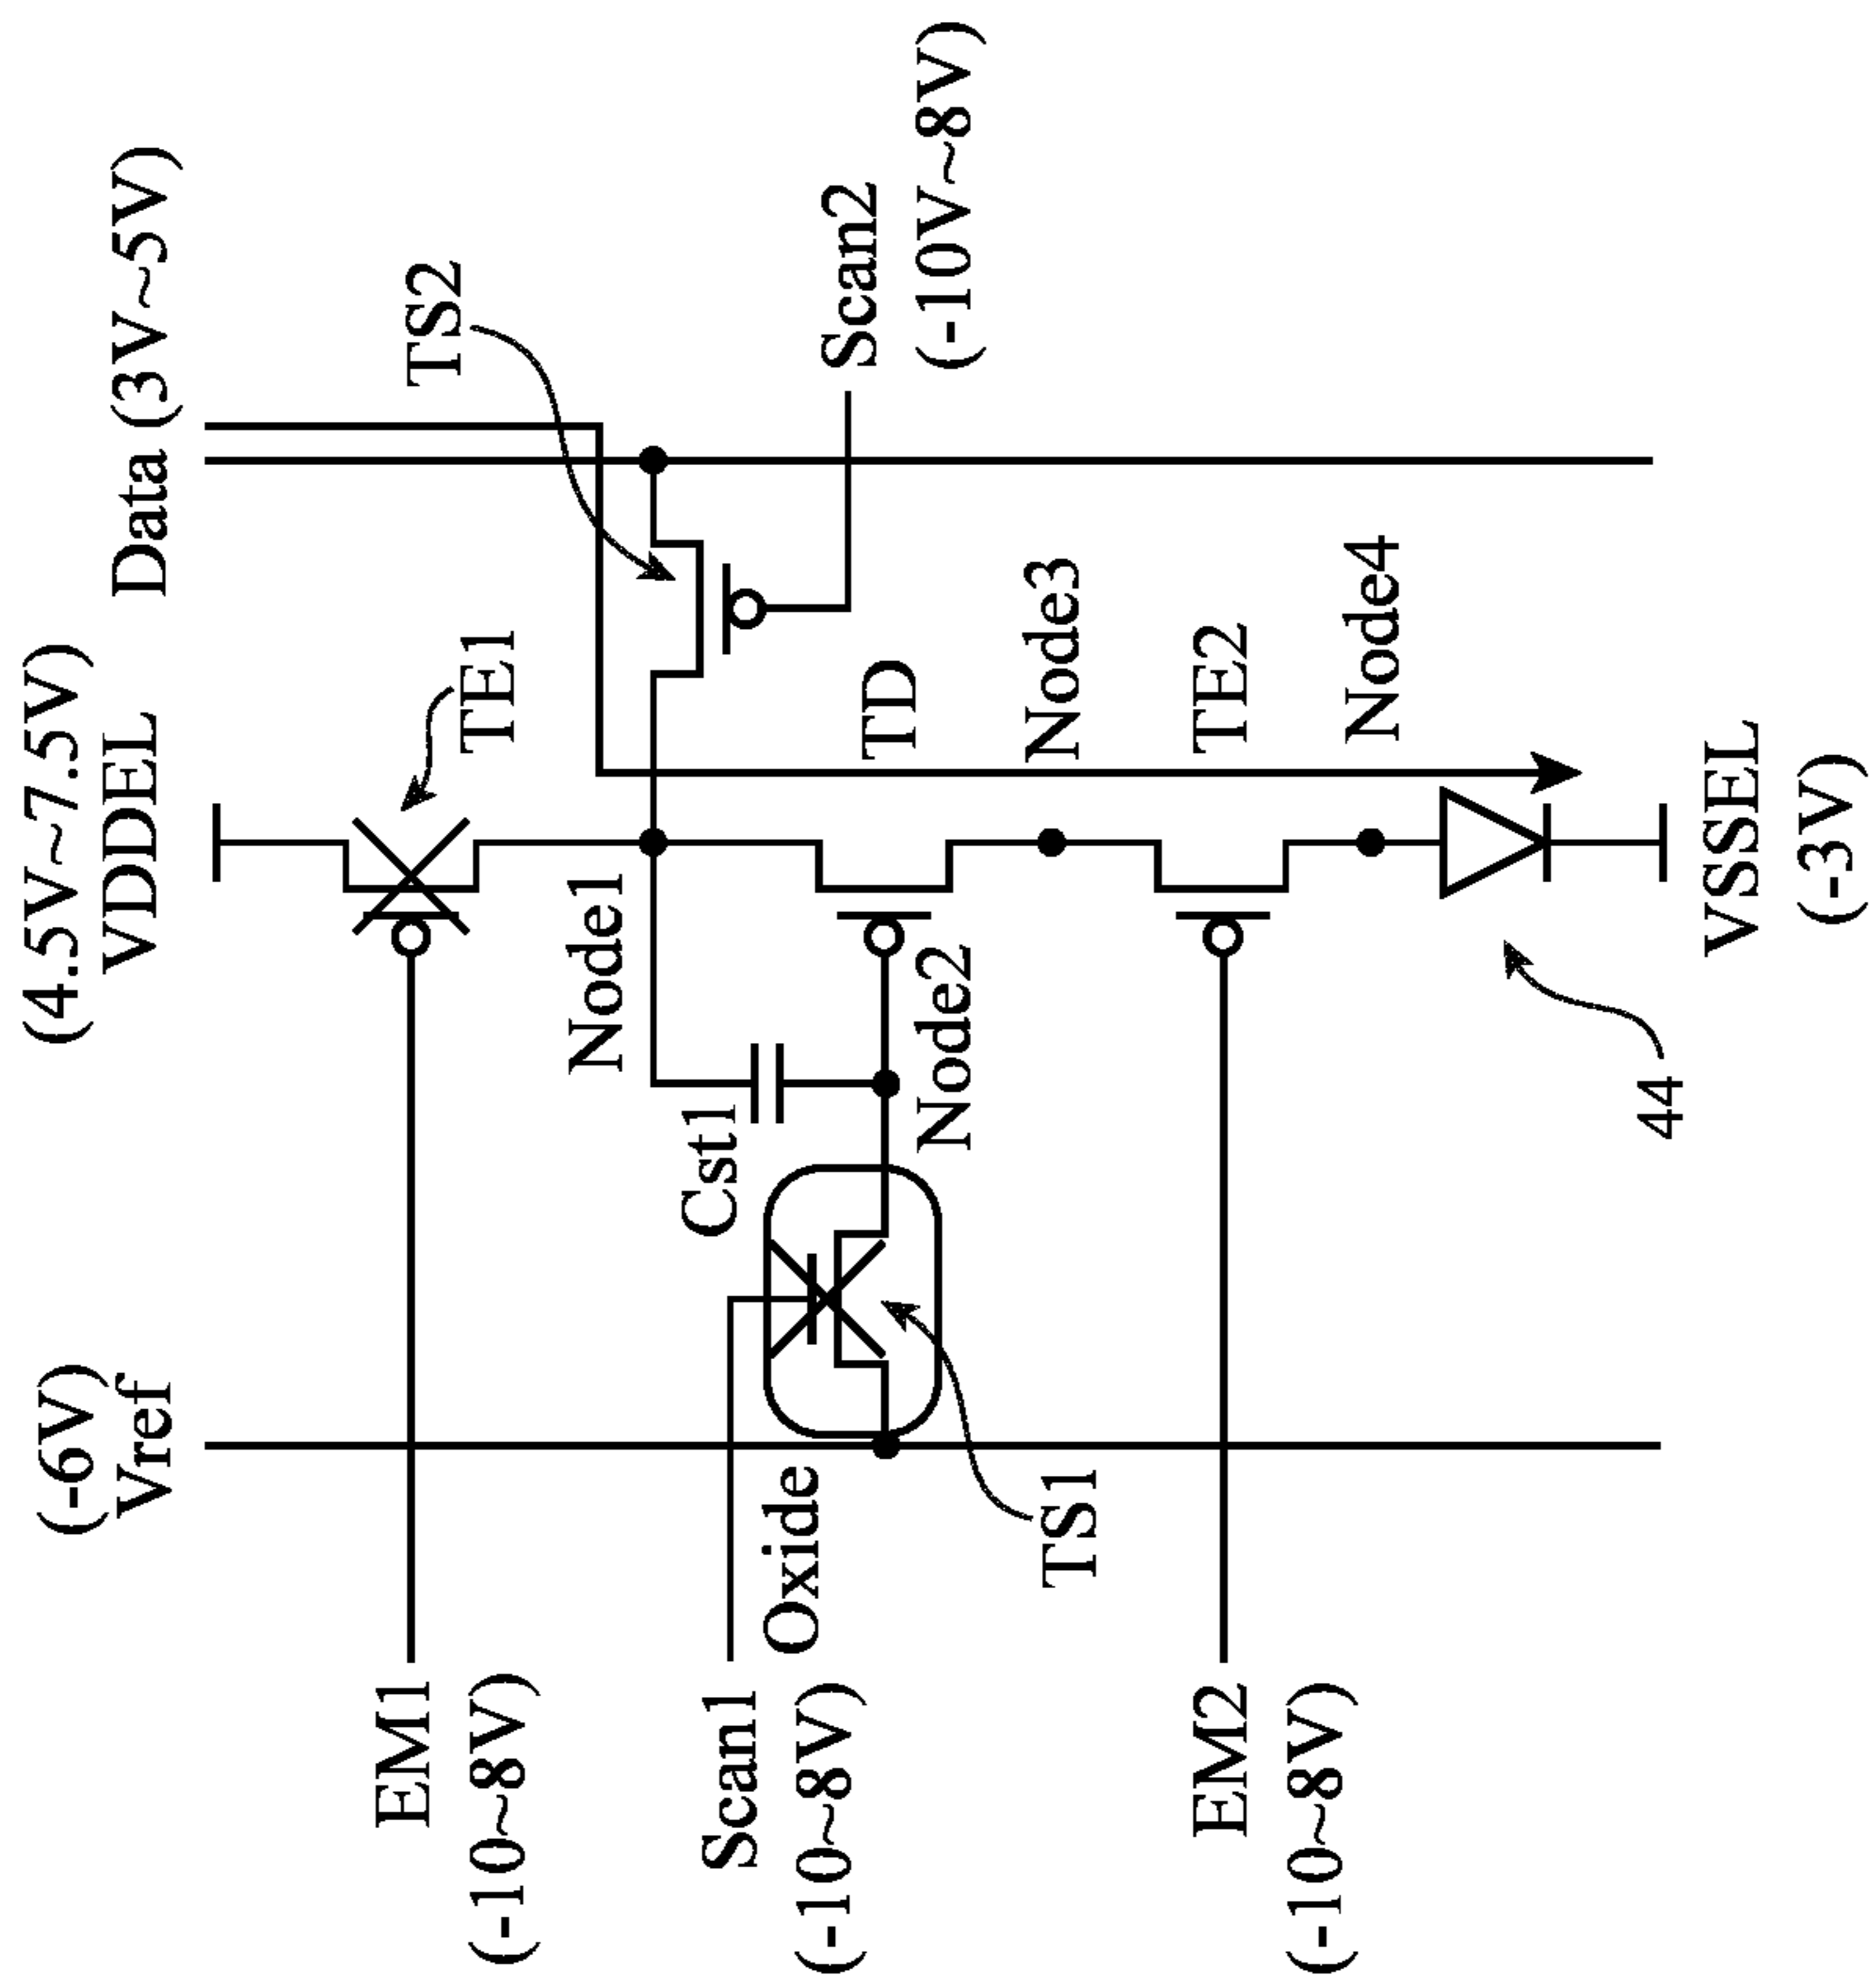 (4.5V~7.5V)
VDDEL
Data (3V~5V)
(-6V)
Vref
TE1
TS2
EM1
(-10~8V)
Node1
Cst1
Scan1
(-10~8V)
Oxide
TS1
Node2
TD
Scan2
(-10V~8V)
Node3
EM2
(-10~8V)
TE2
Node4
44
VSSEL
(-3V)